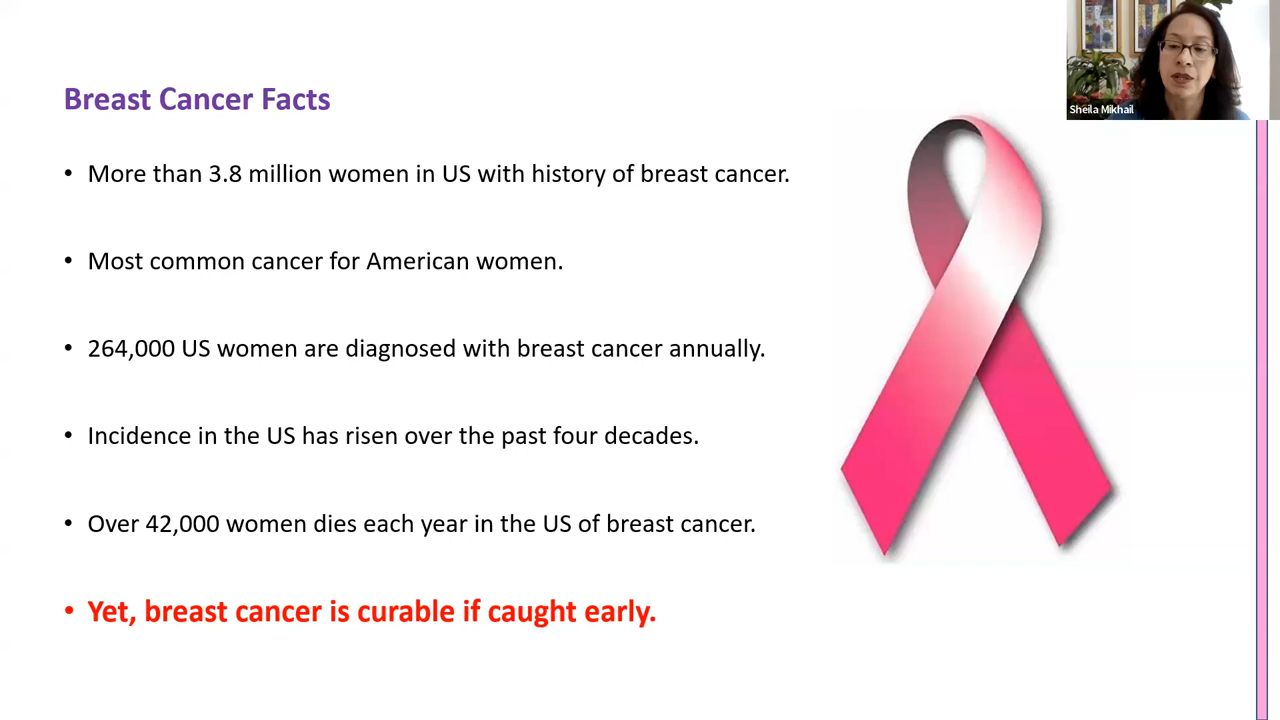 Sheila Mikhail
Breast Cancer Facts
• More than 3.8 million women in US with history of breast cancer.
• Most common cancer for American women.
• 264,000 US women are diagnosed with breast cancer annually.
• Incidence in the US has risen over the past four decades.
• Over 42,000 women dies each year in the US of breast cancer.
• Yet, breast cancer is curable if caught early.